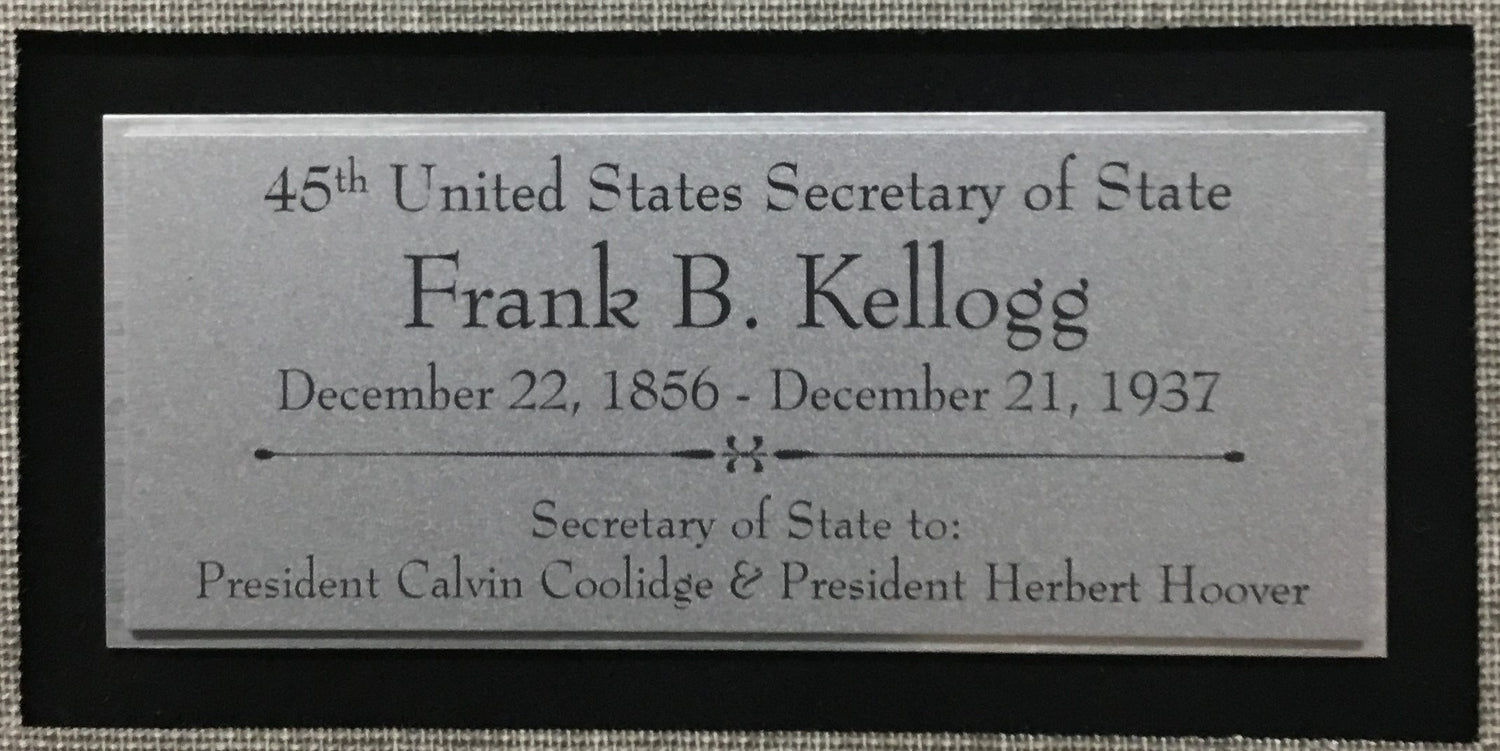 45th United States Secretary of State
Frank B. Kellogg
December 22, 1856 - December 21, 1937
Secretary of State to:
President Calvin Coolidge & President Herbert Hoover